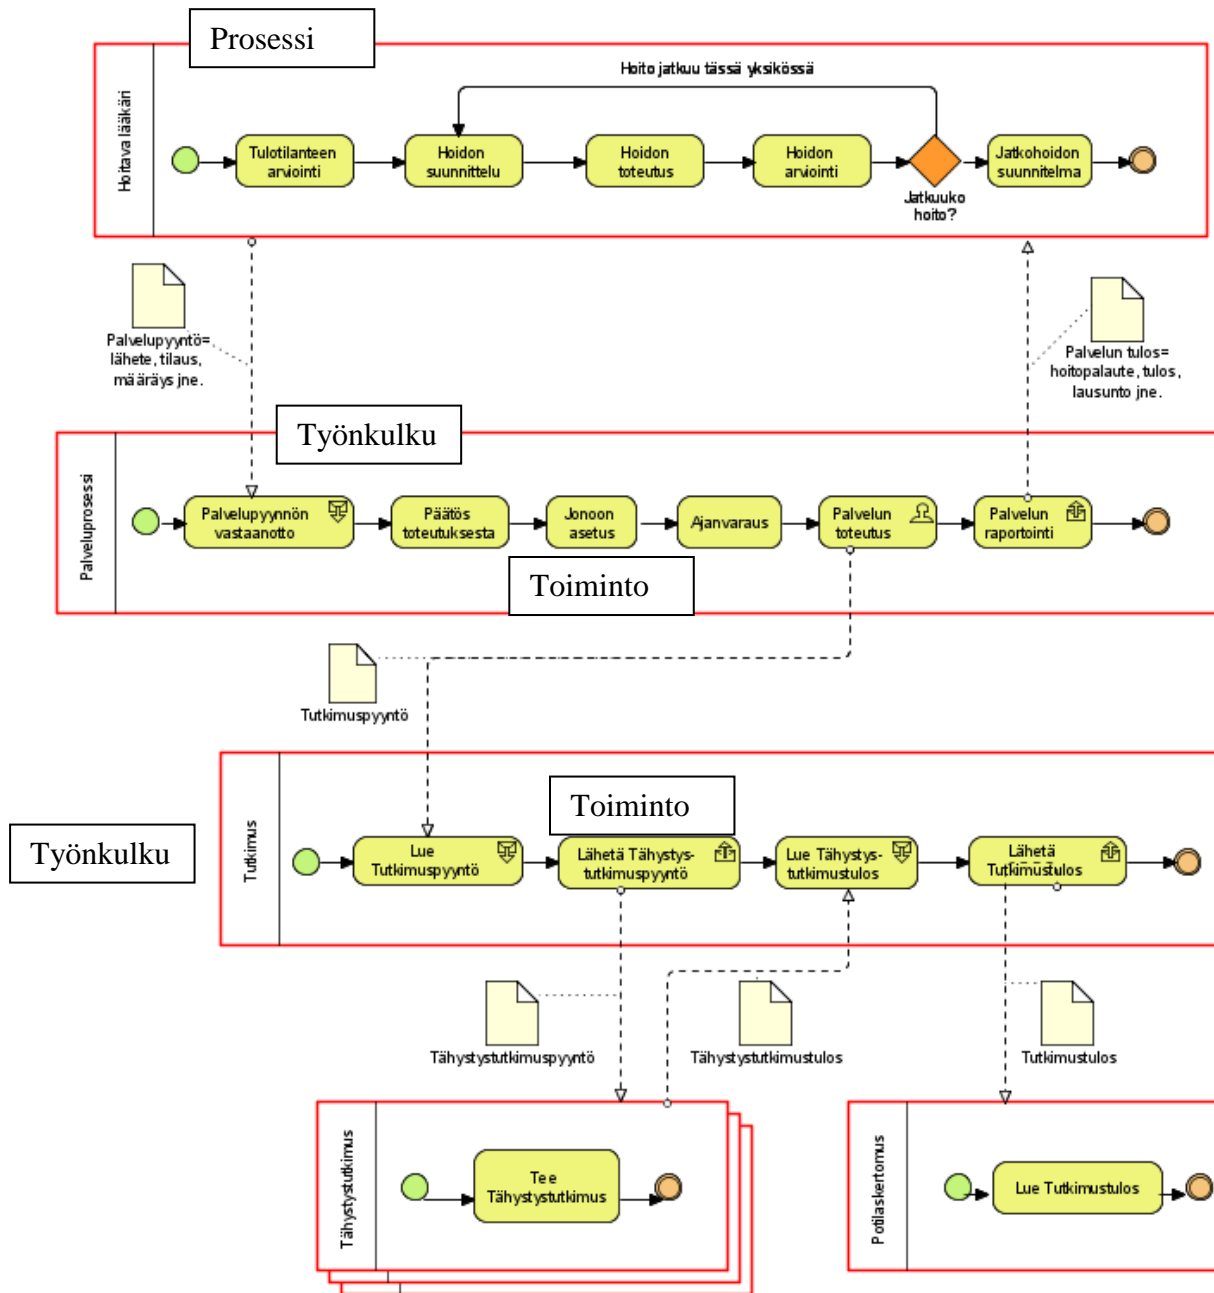 Prosessi
Hoito jatkuu tässä yksikössä
Hoitava lääkäri
Tulotilanteen
arviointi
Hoidon
suunnittelu
Hoidon
toteutus
Hoidon
arviointi
Jatkuuko
hoito?
Jatkohoidon
suunnitelma
Palvelupyyntö=
lähete, tilaus,
määräys jne.
Palvelun tulos=
hoitopalaute, tulos,
lausunto jne.
Työnkulku
Palveluprosessi
Palvelupyynnön
vastaanotto
Päätös
toteutuksesta
Jonoon
asetus
Ajanvaraus
Palvelun
toteutus
Palvelun
raportointi
Toiminto
Tutkimuspyyntö
Työnkulku
Tutkimus
Toiminto
Lue
Tutkimuspyyntö
Lähetä Tähystys-
tutkimuspyyntö
Lue Tähystys-
tutkimustulos
Lähetä
Tutkimustulos
Tähystystutkimuspyyntö
Tähystystutkimustulos
Tutkimustulos
Tähystystutkimus
Tee
Tähystystutkimus
Potilaskertomus
Lue Tutkimustulos